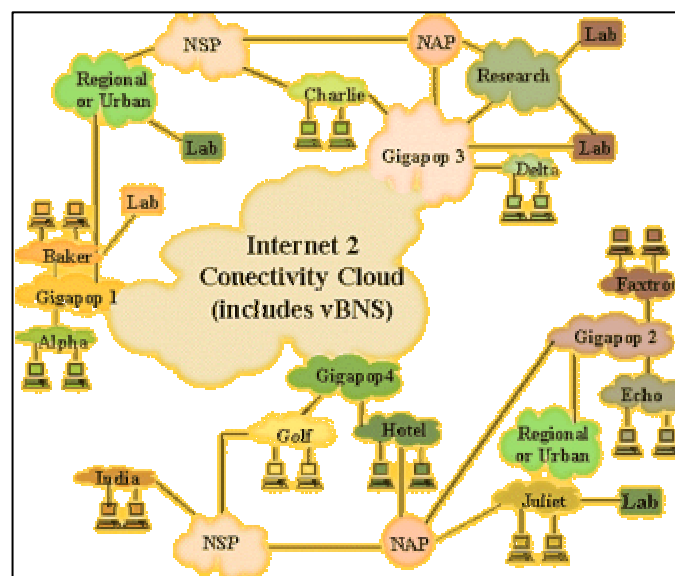 NSP
NAP
Lab
Regional
or Urban
Research
Charlie
Lab
Gigapop 3
Lab
Delta
Lab
Internet 2
Conectivity Cloud
(includes vBNS)
Baker
Gigapop 1
Faxtrot
Alpha
Gigapop 2
Gigapop4
Echo
Golf
Hotel
Regional
or Urban
India
Juliet
Lab
NSP
NAP